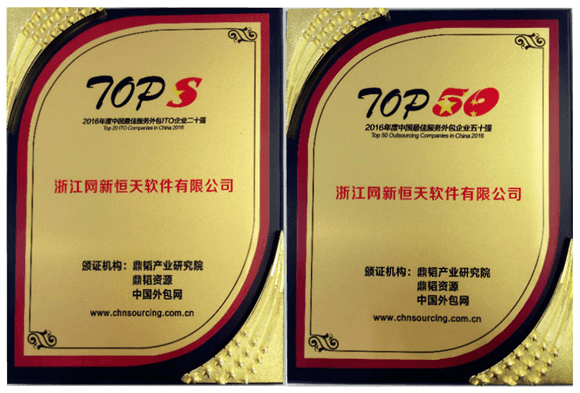 TOP S
2016年度中国最佳服务外包ITO企业二十强
Top 20 ITO Companies in China 2016
浙江网新恒天软件有限公司
颁证机构：鼎韬产业研究院
鼎韬资源
中国外包网
www.chnsourcing.com.cn
TOP 50
2016年度中国最佳服务外包企业五十强
Top 50 Outsourcing Companies in China 2016
浙江网新恒天软件有限公司
颁证机构：鼎韬产业研究院
鼎韬资源
中国外包网
www.chnsourcing.com.cn